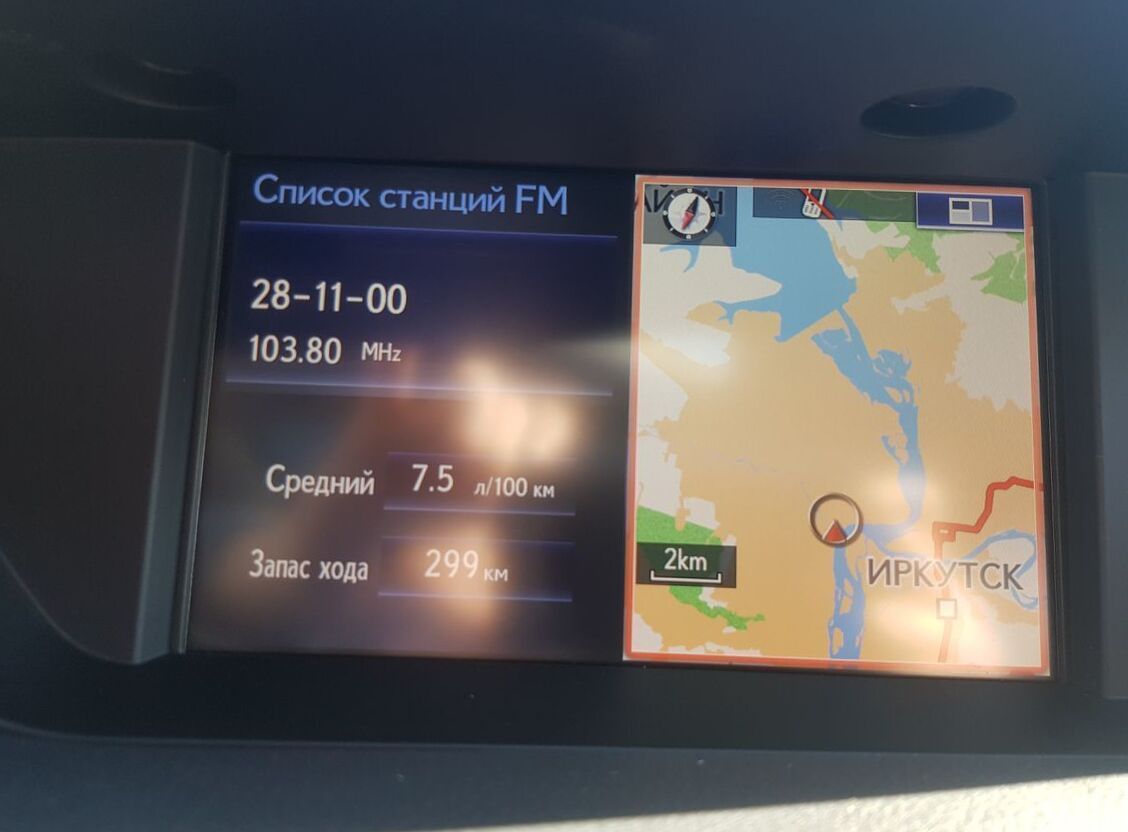 Список станций FM
28-11-00
103.80 MHz
Средний 7.5 л/100 км
Запас хода 299 км
2km
ИРКУТСК